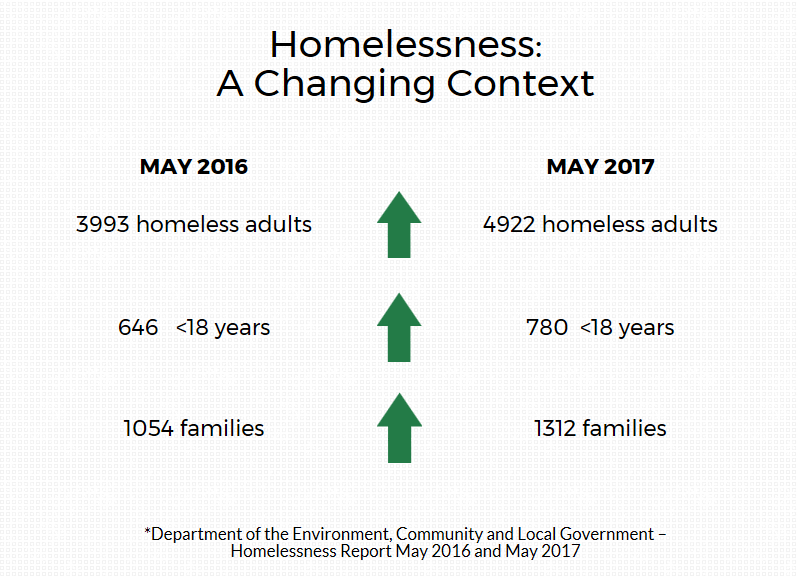 Homelessness:
A Changing Context
MAY 2016 MAY 2017
3993 homeless adults 4922 homeless adults
646 <18 years 780 <18 years
1054 families 1312 families
*Department of the Environment, Community and Local Government –
Homelessness Report May 2016 and May 2017